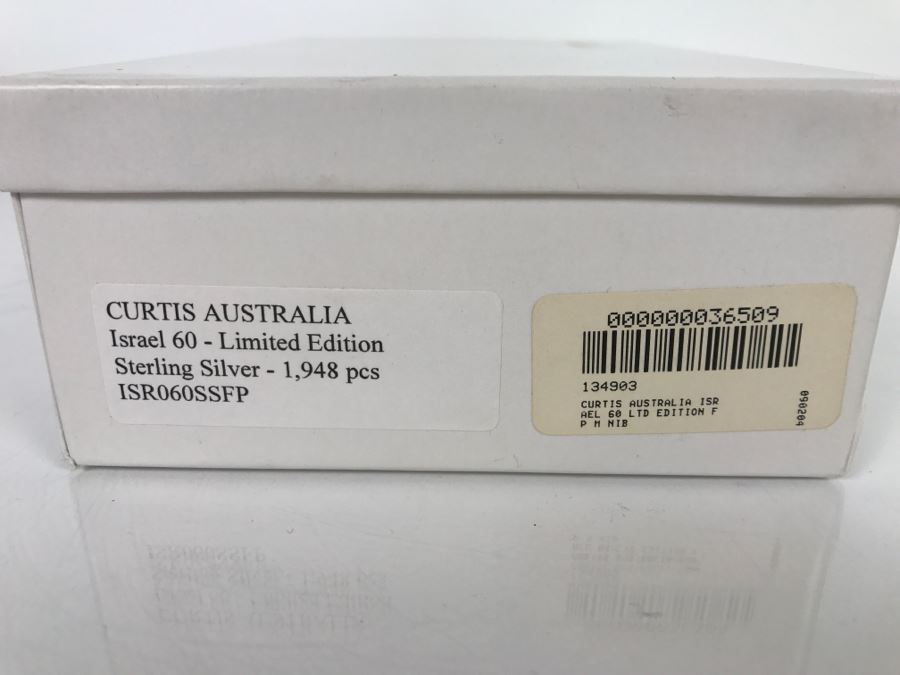 CURTIS AUSTRALIA
Israel 60 - Limited Edition
Sterling Silver - 1,948 pcs
ISR060SSFP
000000036509
134903
CURTIS AUSTRALIA ISR
AEL 60 LTD EDITION F
P M NIB
090204